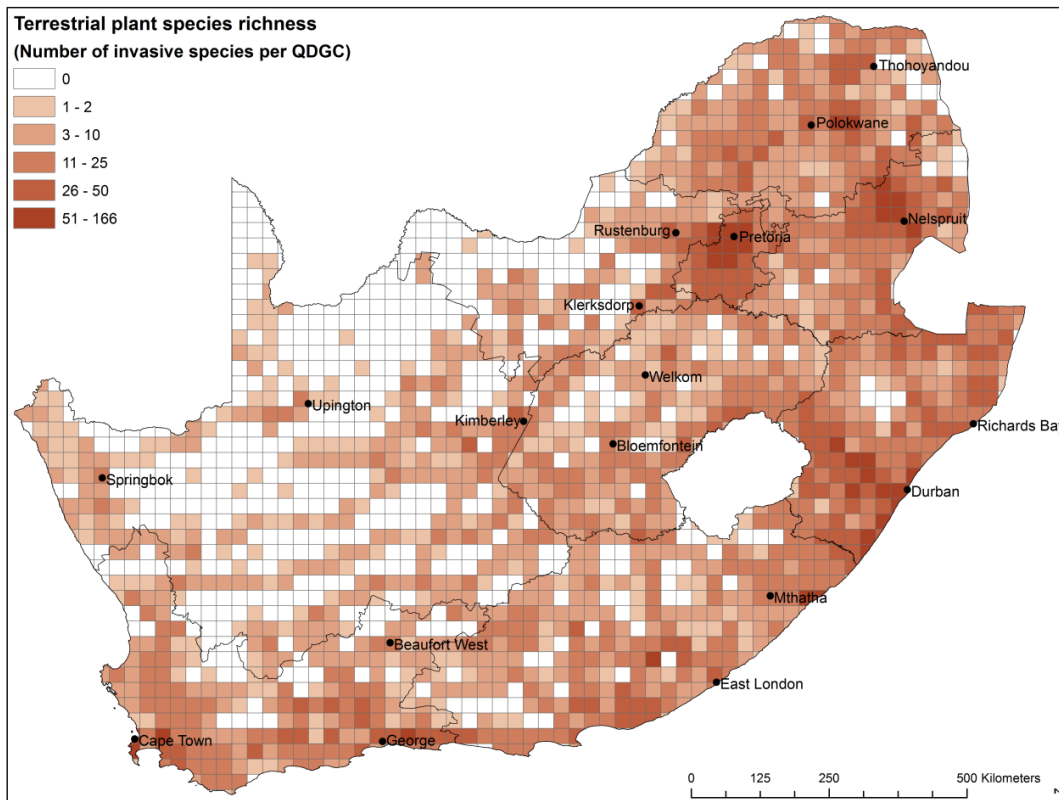 Terrestrial plant species richness
(Number of invasive species per QDGC)
0
1 - 2
3 - 10
11 - 25
26 - 50
51 - 166
Thohoyandou
Polokwane
Nelspruit
Rustenburg
Pretoria
Klerksdorp
Welkom
Upington
Kimberley
Richards Bay
Bloemfontein
Springbok
Durban
Mthatha
Beaufort West
East London
Cape Town
George
0 125 250 500 Kilometers